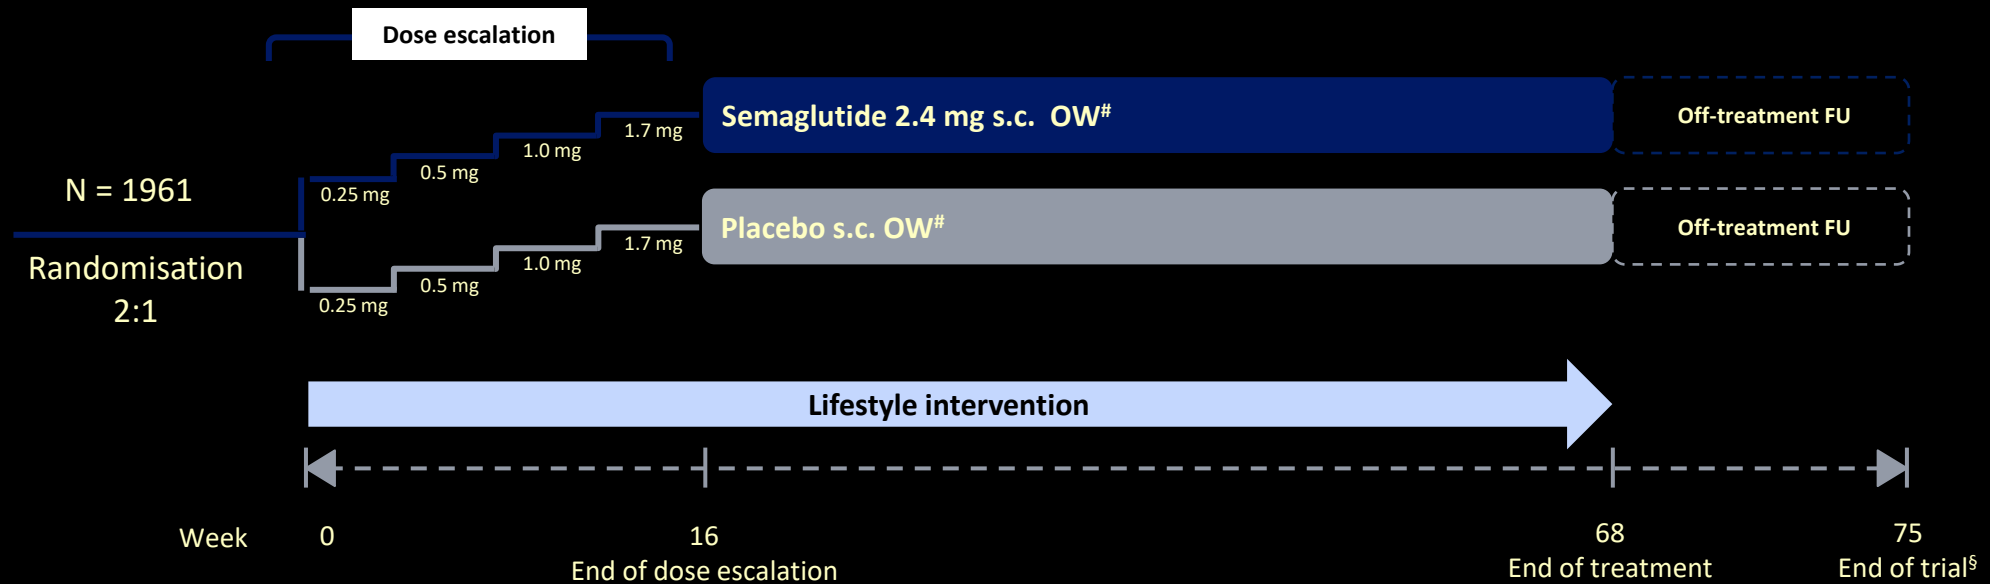 Dose escalation
Semaglutide 2.4 mg s.c. OW#
Off-treatment FU
1.7 mg
1.0 mg
0.5 mg
0.25 mg
N = 1961
Placebo s.c. OW#
Off-treatment FU
1.7 mg
1.0 mg
0.5 mg
0.25 mg
Randomisation
2:1
Lifestyle intervention
Week 0 16 68 75
End of dose escalation End of treatment End of trial§